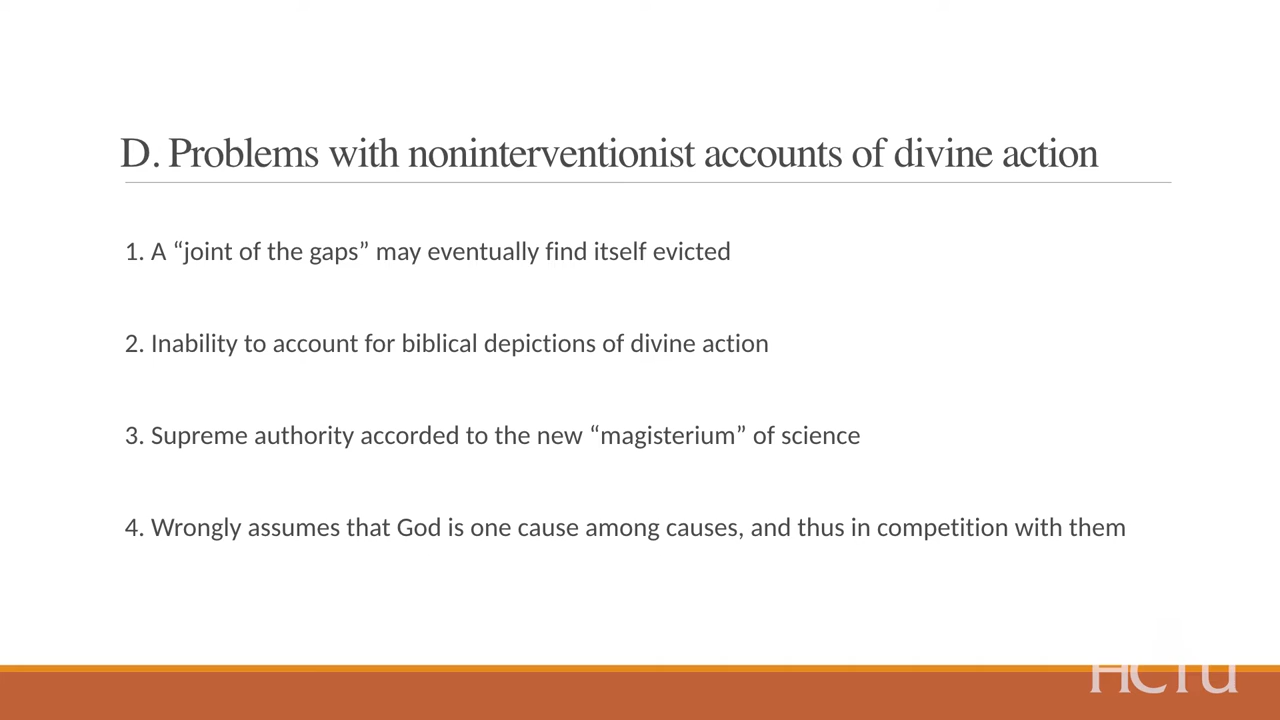 D. Problems with noninterventionist accounts of divine action
1. A “joint of the gaps” may eventually find itself evicted
2. Inability to account for biblical depictions of divine action
3. Supreme authority accorded to the new “magisterium” of science
4. Wrongly assumes that God is one cause among causes, and thus in competition with them
HCTU